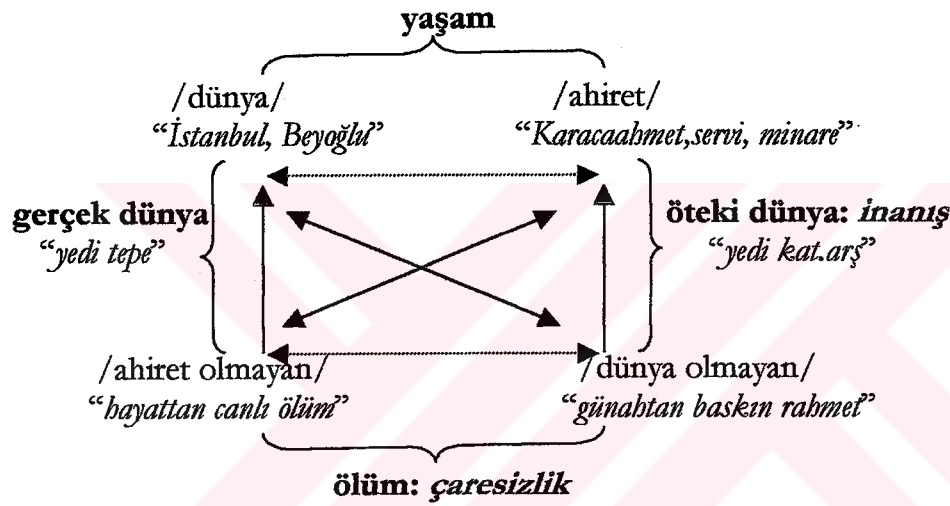 yaşam
/dünya/ /ahiret/
“İstanbul, Beyoğlu” “Karacaahmet,servi, minare”
gerçek dünya öteki dünya: inanış
“yedi tepe” “yedi kat.arş”
/ahiret olmayan/ /dünya olmayan/
“hayattan canlı ölüm” “günahtan baskın rahmet”
ölüm: çaresizlik